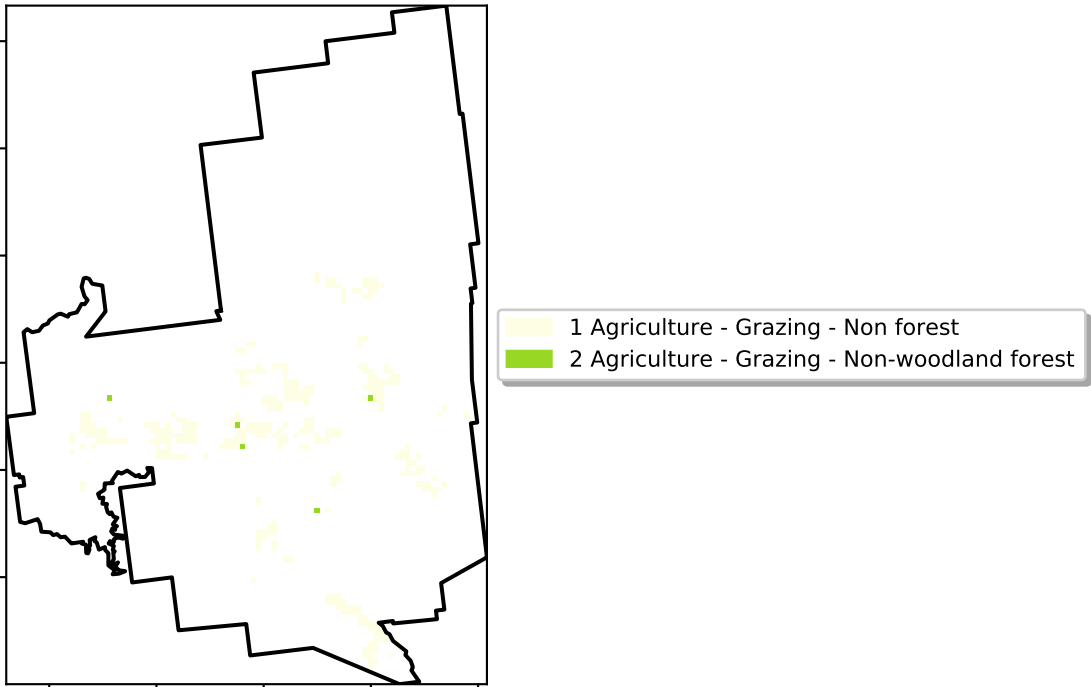 1 Agriculture - Grazing - Non forest
2 Agriculture - Grazing - Non-woodland forest